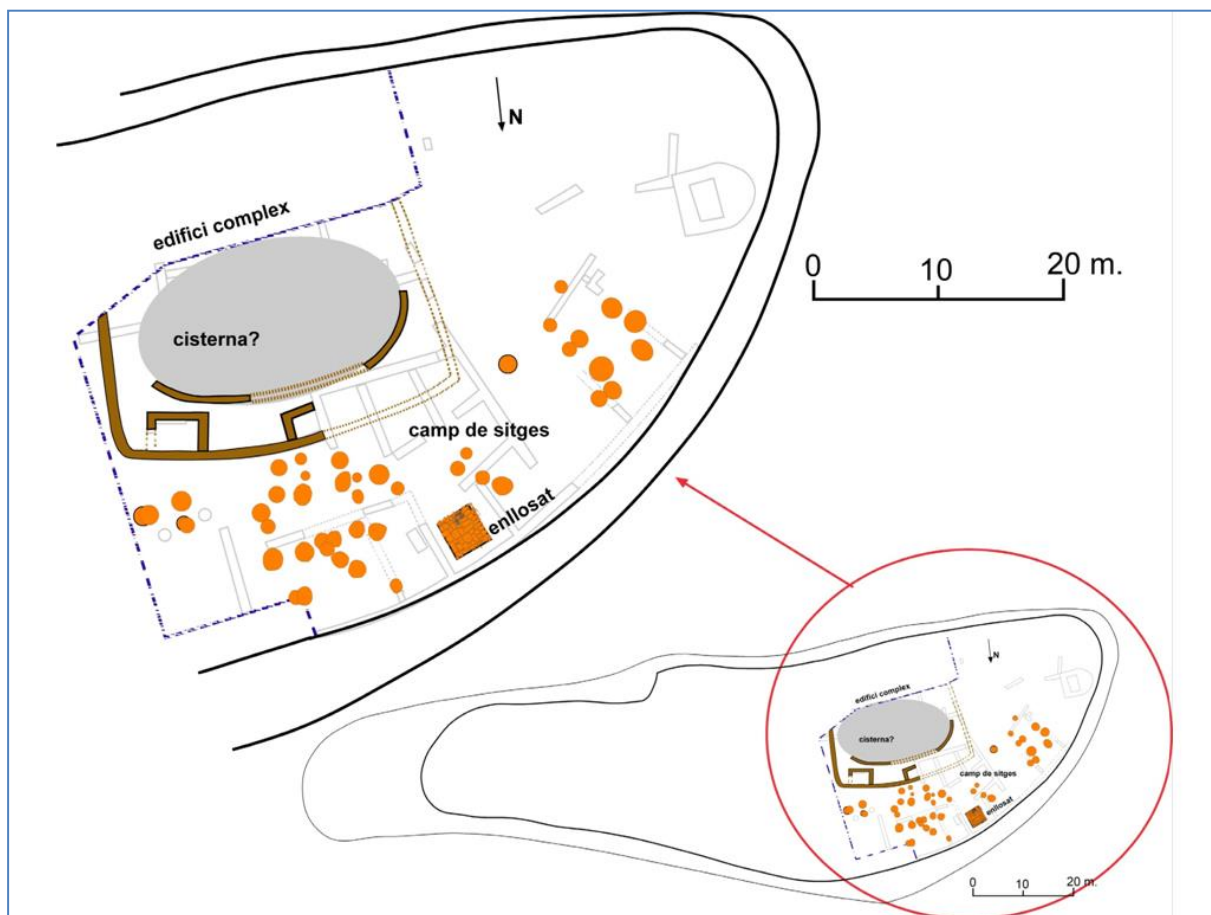 N
edifici complex
cisterna?
0 10 20 m.
camp de sitges
enllosat
N
edifici complex
cisterna?
camp de sitges
enllosat
0 10 20 m.